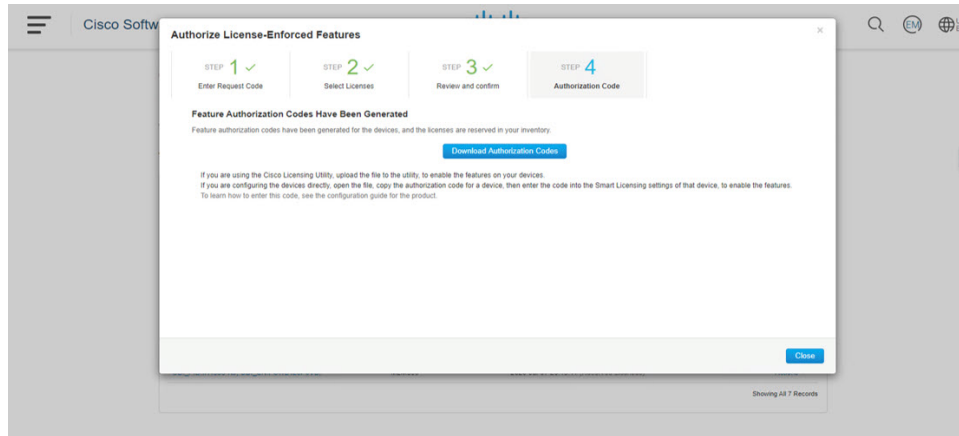 Cisco Softw
EM
Authorize License-Enforced Features
×
STEP 1 ✓
STEP 2 ✓
STEP 3 ✓
STEP 4
Enter Request Code
Select Licenses
Review and confirm
Authorization Code
Feature Authorization Codes Have Been Generated
Feature authorization codes have been generated for the devices, and the licenses are reserved in your inventory.
Download Authorization Codes
If you are using the Cisco Licensing Utility, upload the file to the utility, to enable the features on your devices.
If you are configuring the devices directly, open the file, copy the authorization code for a device, then enter the code into the Smart Licensing settings of that device, to enable the features.
To learn how to enter this code, see the configuration guide for the product.
Close
Showing All 7 Records